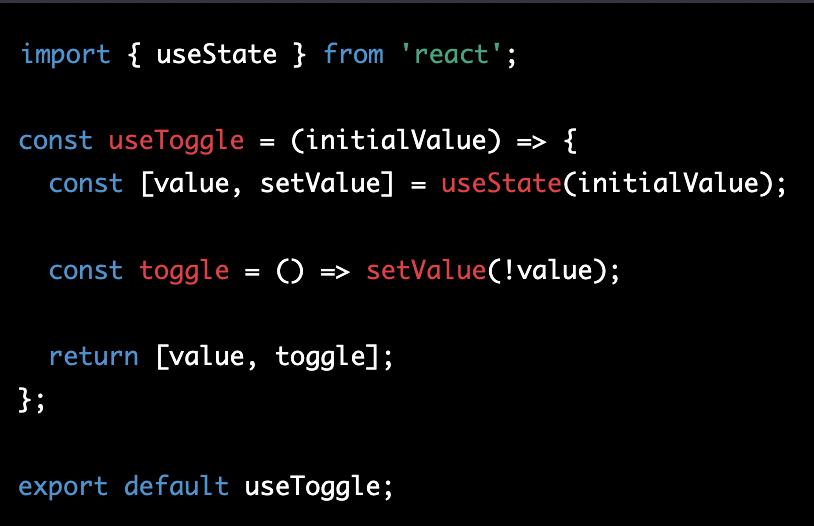 import { useState } from 'react';
const useToggle = (initialValue) => {
  const [value, setValue] = useState(initialValue);
  const toggle = () => setValue(!value);
  return [value, toggle];
};
export default useToggle;